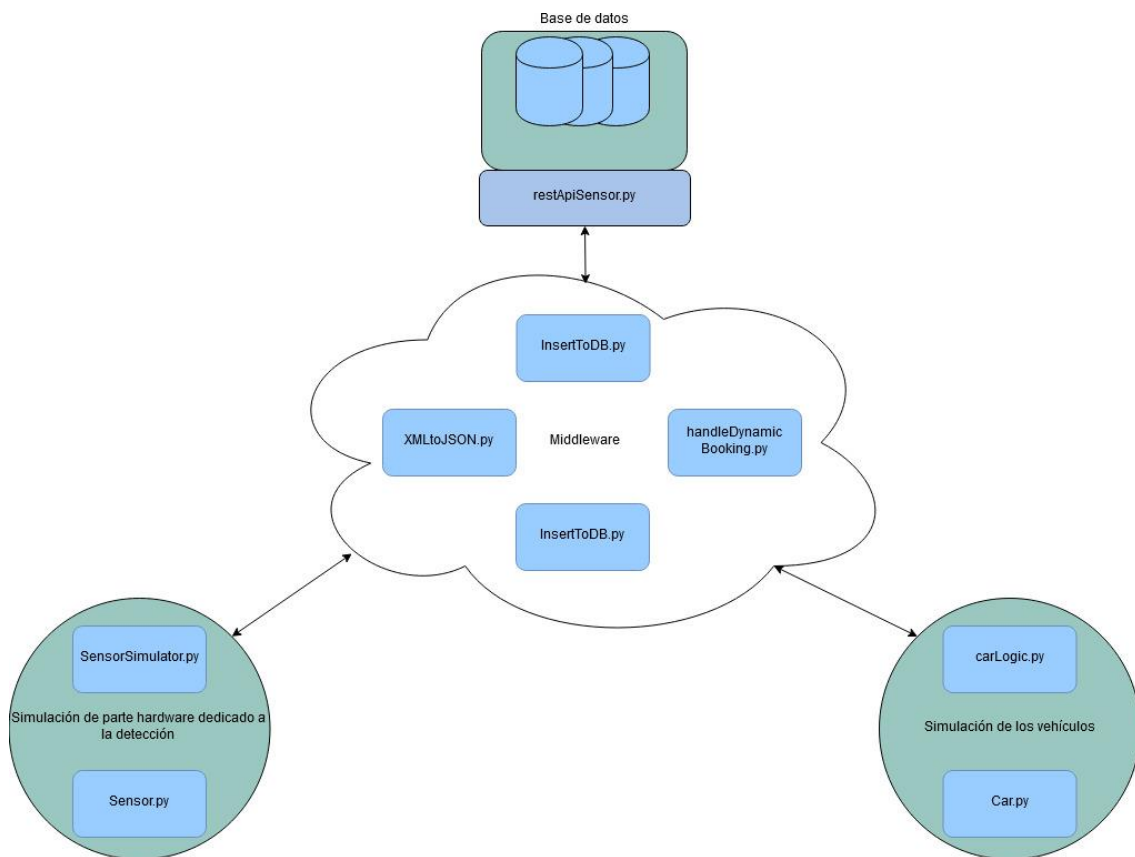 Base de datos
restApiSensor.py
InsertToDB.py
XMLtoJSON.py
Middleware
handleDynamic
Booking.py
InsertToDB.py
SensorSimulator.py
Simulación de parte hardware dedicado a
la detección
Sensor.py
carLogic.py
Simulación de los vehículos
Car.py